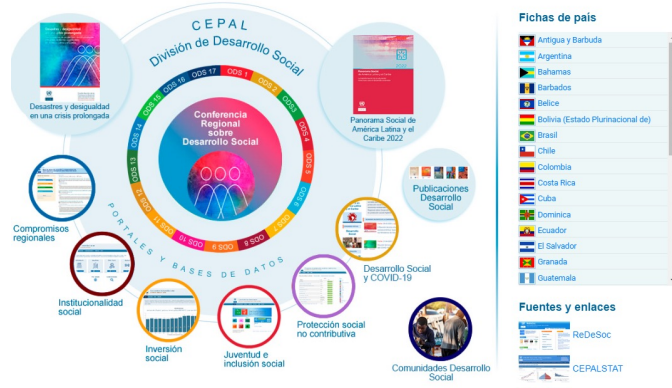 CEPAL
División de Desarrollo Social
ODS 1
ODS 2
ODS 3
ODS 4
ODS 5
ODS 6
ODS 7
ODS 8
ODS 9
ODS 10
ODS 11
ODS 12
ODS 13
ODS 14
ODS 15
ODS 16
ODS 17
Conferencia
Regional
sobre
Desarrollo Social
PORTALES Y BASES DE DATOS
Desastres y desigualdad
en una crisis prolongada
Panorama Social de
América Latina y el
Caribe 2022
Publicaciones
Desarrollo
Social
Compromisos
regionales
Institucionalidad
social
Inversión
social
Juventud e
inclusión social
Protección social
no contributiva
Desarrollo Social
y COVID-19
Comunidades Desarrollo
Social
Fichas de país
Antigua y Barbuda
Argentina
Bahamas
Barbados
Belice
Bolivia (Estado Plurinacional de)
Brasil
Chile
Colombia
Costa Rica
Cuba
Dominica
Ecuador
El Salvador
Granada
Guatemala
Fuentes y enlaces
ReDeSoc
CEPALSTAT